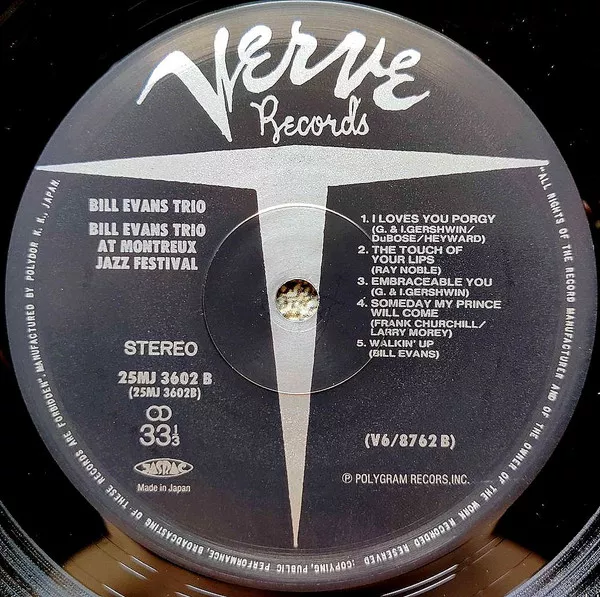 Verve
Records
BILL EVANS TRIO
BILL EVANS TRIO
AT MONTREUX
JAZZ FESTIVAL
STEREO
25MJ 3602 B
(25MJ 3602B)
33 1/3
JASRAC
Made in Japan
1. I LOVES YOU PORGY
(G. & I.GERSHWIN/
DuBOSE/HEYWARD)
2. THE TOUCH OF
YOUR LIPS
(RAY NOBLE)
3. EMBRACEABLE YOU
(G. & I.GERSHWIN)
4. SOMEDAY MY PRINCE
WILL COME
(FRANK CHURCHILL/
LARRY MOREY)
5. WALKIN' UP
(BILL EVANS)
(V6/8762 B)
Ⓟ POLYGRAM RECORS,INC.
"ALL RIGHTS OF THE RECORD MANUFACTURER AND OF THE OWNER OF THE WORK RECORDED RESERVED :COPYING,PUBLIC PERFORMANCE, BROADCASTING OF THESE RECORDS ARE FORBIDDEN" MANUFACTURED BY POLYDOR K. K., JAPAN.